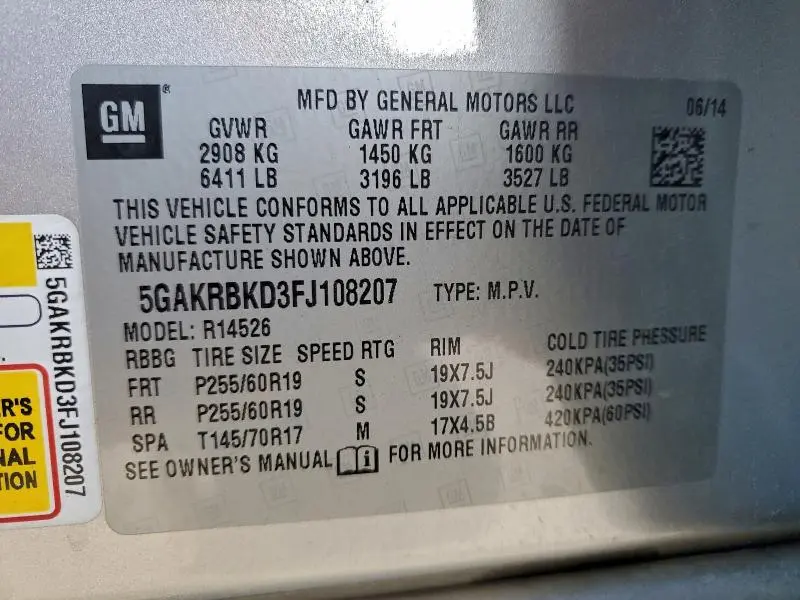 GM®
MFD BY GENERAL MOTORS LLC 06/14
GVWR GAWR FRT GAWR RR
2908 KG 1450 KG 1600 KG
6411 LB 3196 LB 3527 LB
THIS VEHICLE CONFORMS TO ALL APPLICABLE U.S. FEDERAL MOTOR
VEHICLE SAFETY STANDARDS IN EFFECT ON THE DATE OF
MANUFACTURE SHOWN ABOVE.
5GAKRBKD3FJ108207 TYPE: M.P.V.
MODEL: R14526
RBBG TIRE SIZE SPEED RTG RIM COLD TIRE PRESSURE
FRT P255/60R19 S 19X7.5J 240KPA(35PSI)
RR P255/60R19 S 19X7.5J 240KPA(35PSI)
SPA T145/70R17 M 17X4.5B 420KPA(60PSI)
SEE OWNER'S MANUAL i FOR MORE INFORMATION.
5GAKRBKD3FJ108207
ER'S
FOR
NAL
TION